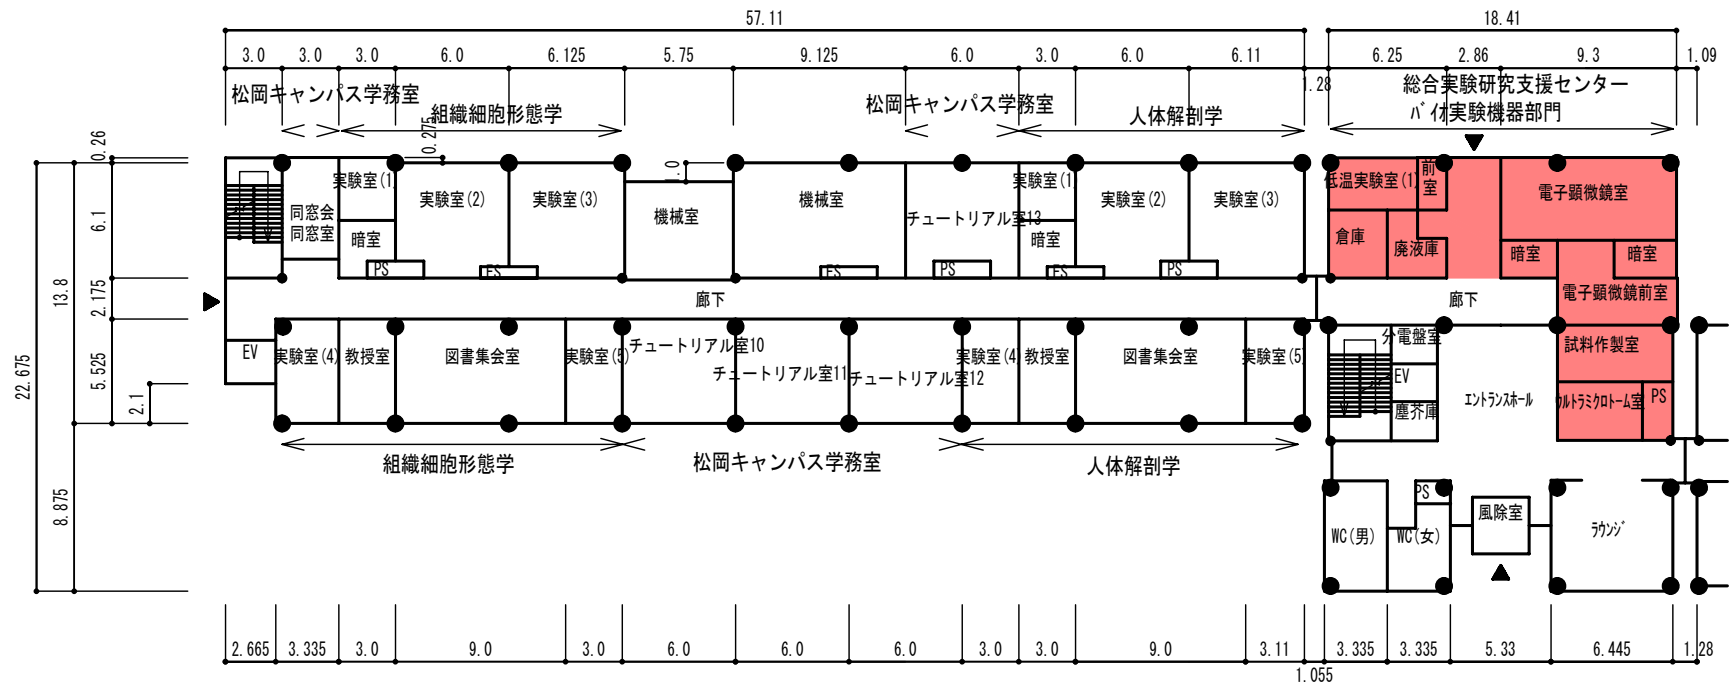 57.11
18.41
3.0
3.0
3.0
6.0
6.125
5.75
9.125
6.0
3.0
6.0
6.11
6.25
2.86
9.3
1.09
1.28
松岡キャンパス学務室
組織細胞形態学
松岡キャンパス学務室
人体解剖学
総合実験研究支援センター
バイオ実験機器部門
0.26
0.275
1.0
6.1
13.8
2.175
5.525
2.1
22.675
8.875
同窓会
同窓室
実験室(1)
暗室
PS
実験室(2)
ES
実験室(3)
機械室
機械室
ES
チュートリアル室13
PS
実験室(1)
暗室
ES
実験室(2)
PS
実験室(3)
低温実験室(1)
前
室
倉庫
廃液庫
電子顕微鏡室
暗室
暗室
電子顕微鏡前室
廊下
廊下
EV
実験室(4)
教授室
図書集会室
実験室(5)
チュートリアル室10
チュートリアル室11
チュートリアル室12
実験室(4)
教授室
図書集会室
実験室(5)
分電盤室
EV
塵芥庫
エントランスホール
試料作製室
ウルトラミクロトーム室
PS
組織細胞形態学
松岡キャンパス学務室
人体解剖学
WC(男)
PS
WC(女)
風除室
ラウンジ
2.665
3.335
3.0
9.0
3.0
6.0
6.0
6.0
3.0
3.0
9.0
3.11
1.055
3.335
3.335
5.33
6.445
1.28